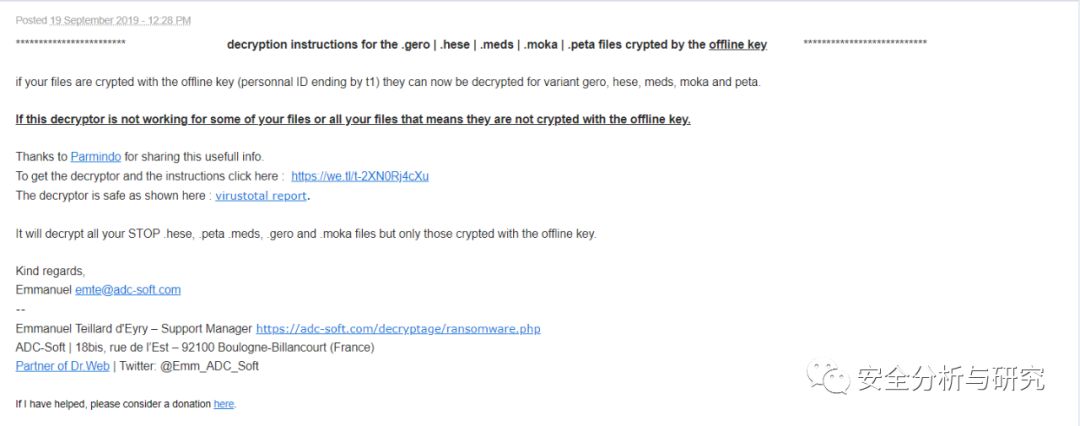 Posted 19 September 2019 - 12:28 PM
************************ decryption instructions for the .gero | .hese | .meds | .moka | .peta files crypted by the offline key ***************************
if your files are crypted with the offline key (personnal ID ending by t1) they can now be decrypted for variant gero, hese, meds, moka and peta.
If this decryptor is not working for some of your files or all your files that means they are not crypted with the offline key.
Thanks to Parmindo for sharing this usefull info.
To get the decryptor and the instructions click here : https://we.tl/t-2XN0Rj4cXu
The decryptor is safe as shown here : virustotal report.
It will decrypt all your STOP .hese, .peta .meds, .gero and .moka files but only those crypted with the offline key.
Kind regards,
Emmanuel emte@adc-soft.com
--
Emmanuel Teillard d'Eyry – Support Manager https://adc-soft.com/decryptage/ransomware.php
ADC-Soft | 18bis, rue de l'Est – 92100 Boulogne-Billancourt (France)
Partner of Dr.Web | Twitter: @Emm_ADC_Soft
If I have helped, please consider a donation here.
安全分析与研究